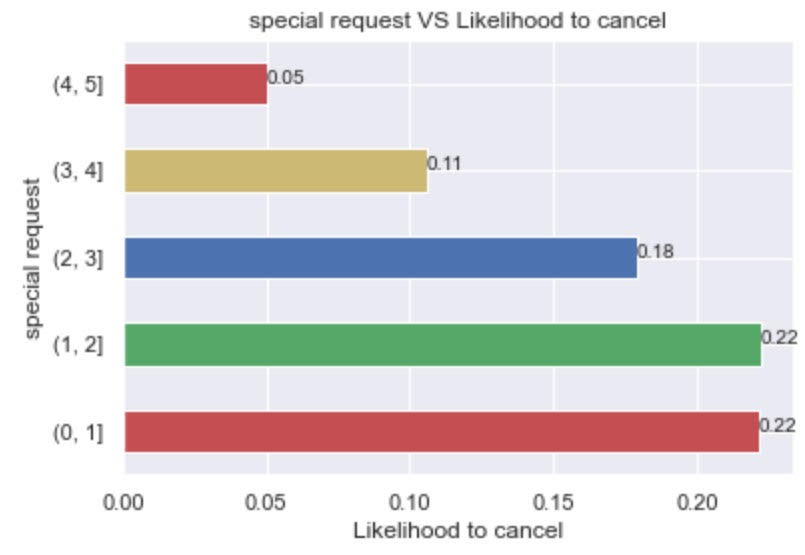 special request VS Likelihood to cancel
(4, 5]
0.05
(3, 4]
0.11
(2, 3]
0.18
(1, 2]
0.22
(0, 1]
0.22
special request
0.00 0.05 0.10 0.15 0.20
Likelihood to cancel